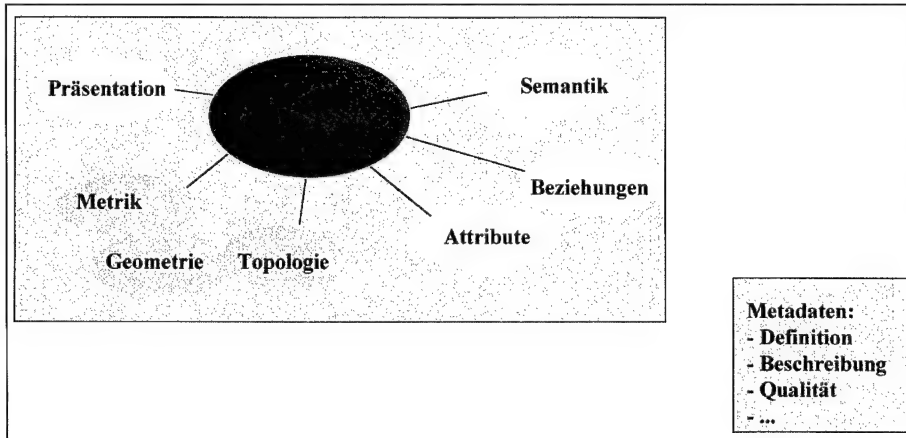 Präsentation
Semantik
Metrik
Beziehungen
Attribute
Geometrie Topologie
Metadaten:
- Definition
- Beschreibung
- Qualität
- ...